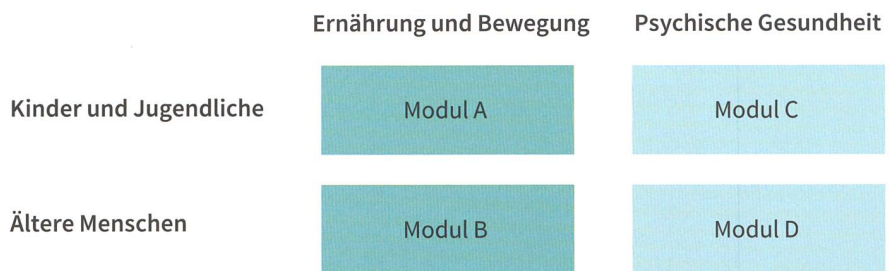 Ernährung und Bewegung Psychische Gesundheit
Kinder und Jugendliche Modul A Modul C
Ältere Menschen Modul B Modul D